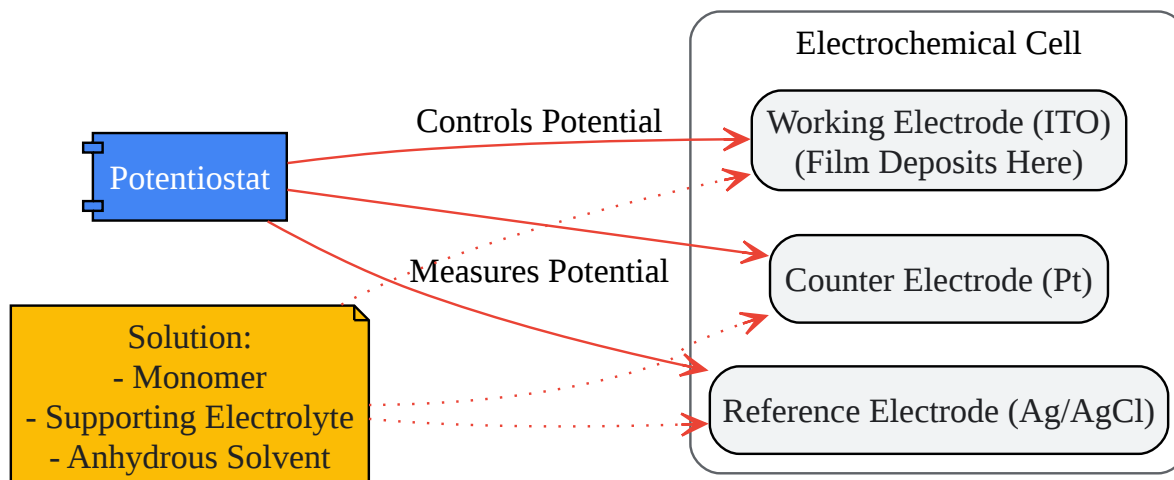 Electrochemical Cell
Controls Potential
Working Electrode (ITO)
(Film Deposits Here)
Potentiostat
Measures Potential
Counter Electrode (Pt)
Solution:
- Monomer
- Supporting Electrolyte
- Anhydrous Solvent
Reference Electrode (Ag/AgCl)